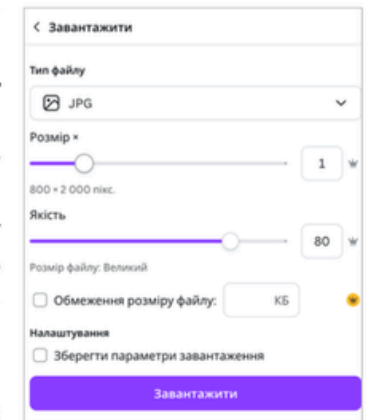 Завантажити
Тип файлу
JPG
Розмір ×
1
800 × 2 000 пікс.
Якість
80
Розмір файлу: Великий
Обмеження розміру файлу:
КБ
Налаштування
Зберегти параметри завантаження
Завантажити